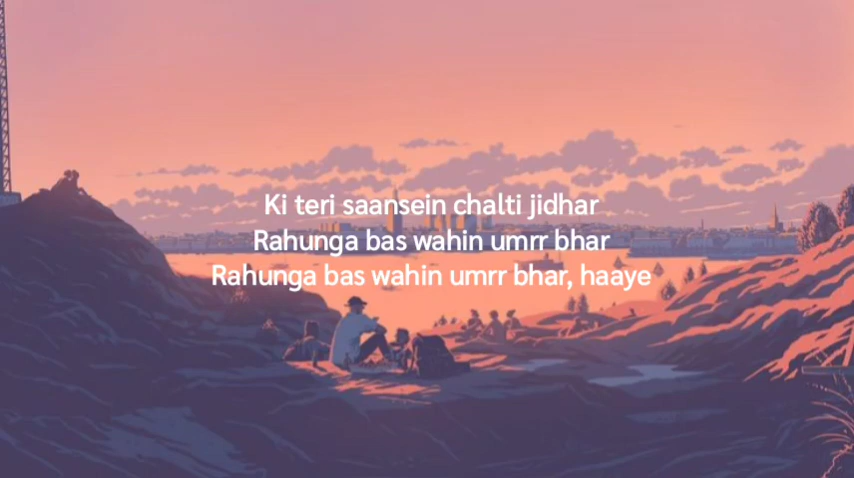 Ki teri saansein chalti jidhar
Rahunga bas wahin umrr bhar
Rahunga bas wahin umrr bhar, haaye